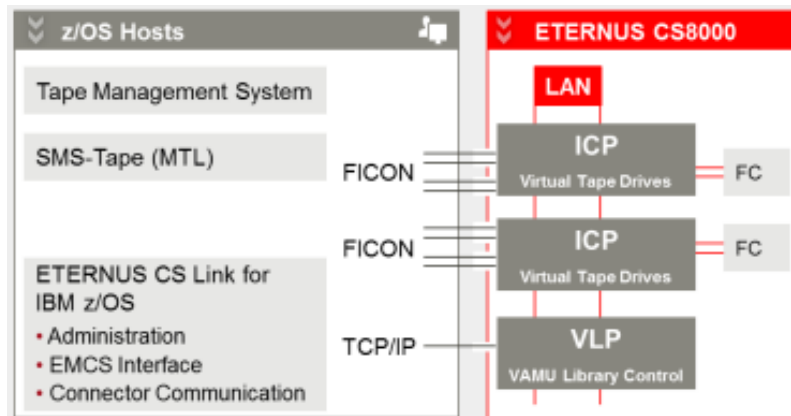 z/OS Hosts
Tape Management System
SMS-Tape (MTL)
FICON
FICON
ETERNUS CS Link for
IBM z/OS
• Administration
• EMCS Interface
• Connector Communication
TCP/IP
ETERNUS CS8000
LAN
ICP
Virtual Tape Drives
FC
ICP
Virtual Tape Drives
FC
VLP
VAMU Library Control